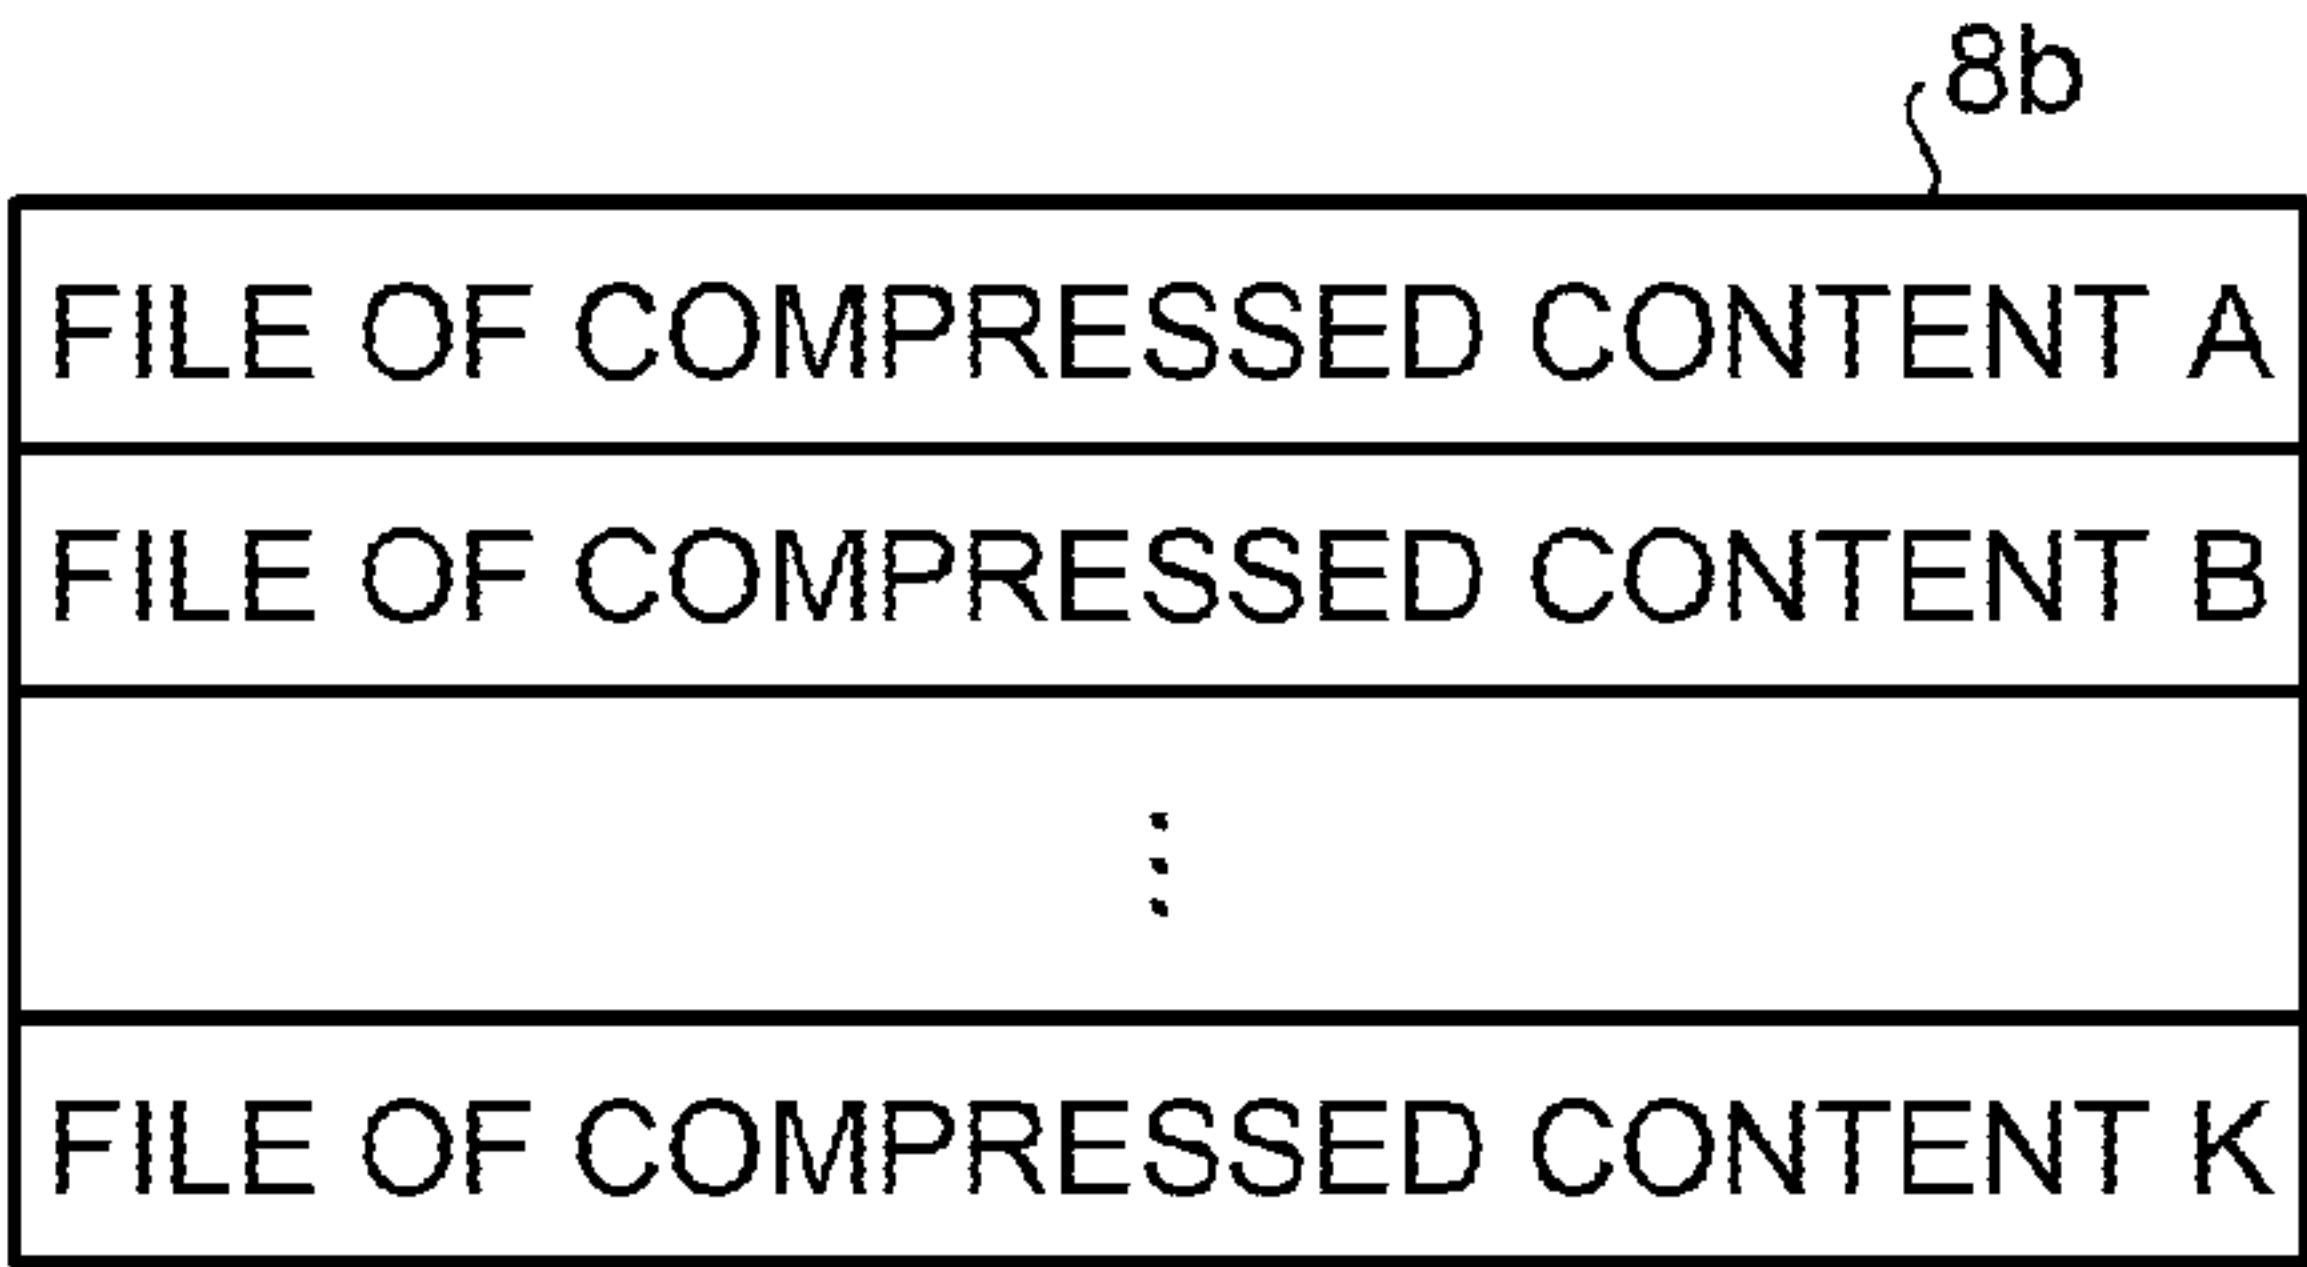 8b
FILE OF COMPRESSED CONTENT A
FILE OF COMPRESSED CONTENT B
⋮
FILE OF COMPRESSED CONTENT K